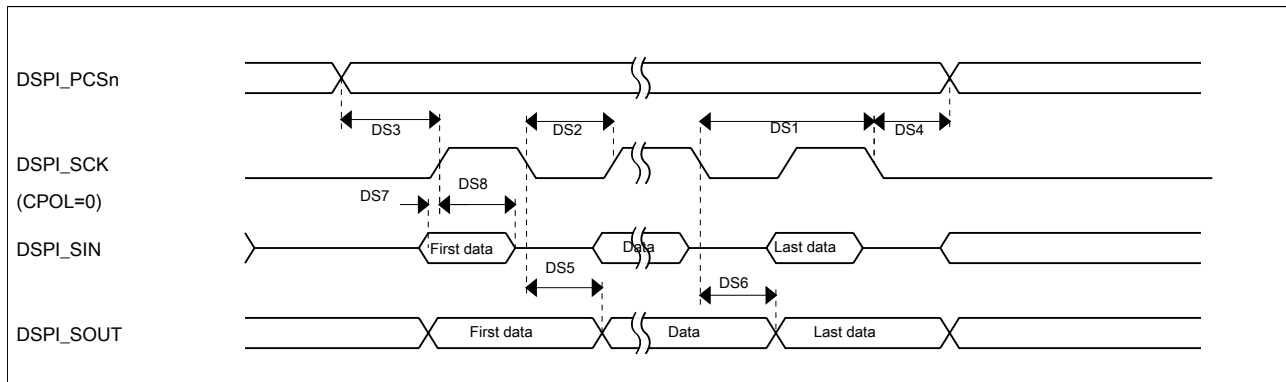 DSPI_PCSn
DS3
DS2
DS1
DS4
DSPI_SCK
(CPOL=0)
DS7
DS8
DSPI_SIN
First data
Data
Last data
DS5
DS6
DSPI_SOUT
First data
Data
Last data